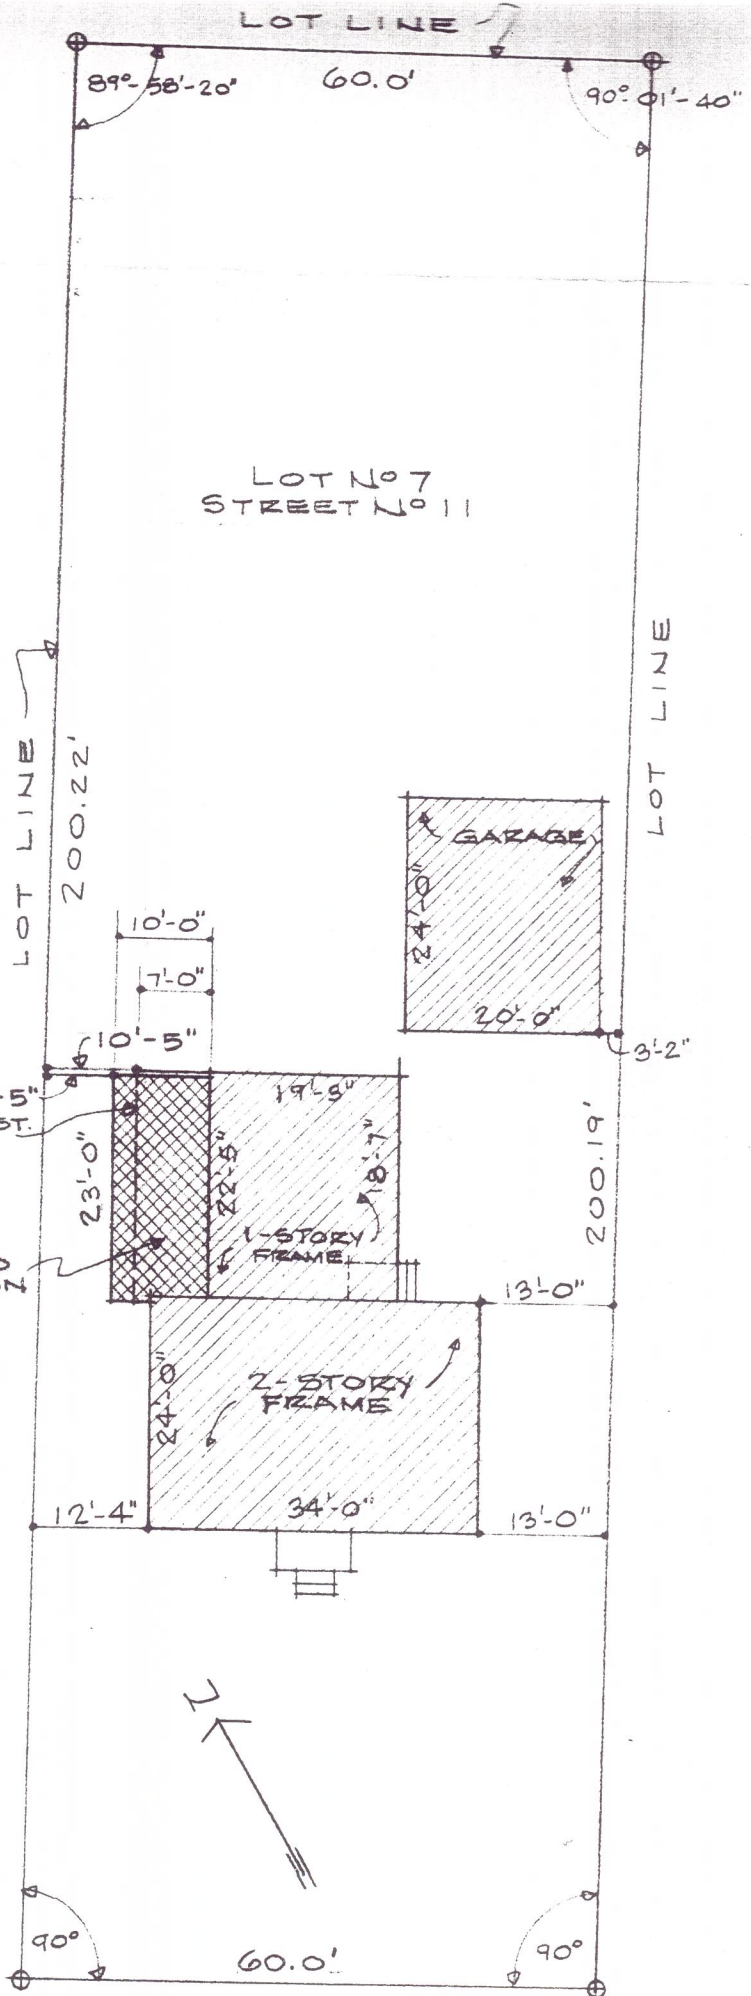 LOT LINE
89°-58'-20"
60.0'
90°-01'-40"
LOT Nº 7
STREET Nº 11
LOT LINE
200.22'
LOT LINE
GARAGE
24'-0"
10'-0"
7'-0"
20'-0"
10'-5"
3'-2"
5"
ST.
19'-3"
23'-0"
22'-5"
18'-7"
200.19'
1-STORY
FRAME
13'-0"
2-STORY
FRAME
24'-0"
12'-4"
34'-0"
13'-0"
90°
60.0'
90°